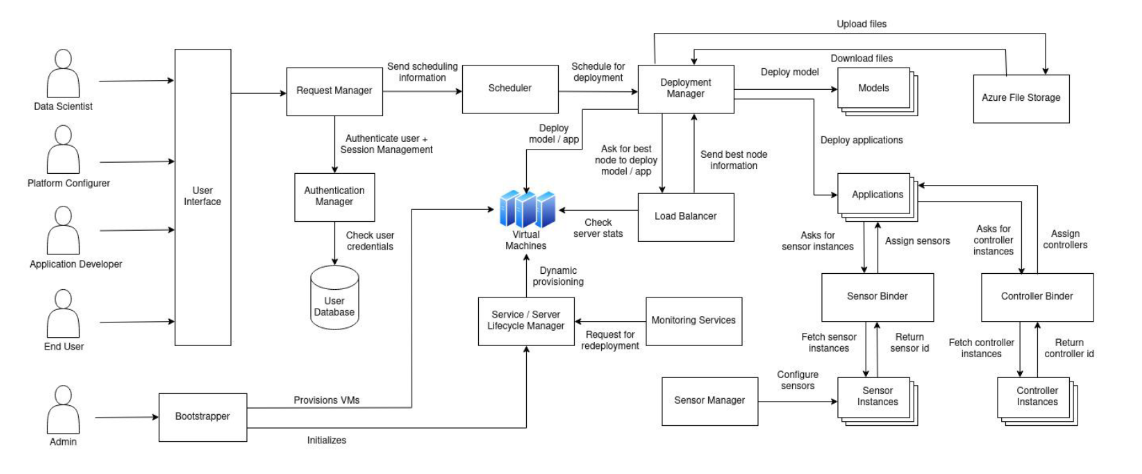 Upload files
Download files
Send scheduling
information
Schedule for
deployment
Deploy model
Request Manager
Scheduler
Deployment
Manager
Models
Azure File Storage
Data Scientist
Authenticate user +
Session Management
Deploy
model / app
Ask for best
node to deploy
model / app
Send best node
information
Deploy applications
Platform Configurer
User
Interface
Authentication
Manager
Load Balancer
Applications
Check
server stats
Virtual
Machines
Asks for
sensor instances
Assign sensors
Asks for
controller
instances
Assign
controllers
Application Developer
Check user
credentials
Dynamic
provisioning
User
Database
Service / Server
Lifecycle Manager
Monitoring Services
Sensor Binder
Controller Binder
End User
Request for
redeployment
Fetch sensor
instances
Return
sensor id
Fetch controller
instances
Return
controller id
Configure
sensors
Sensor Manager
Sensor
Instances
Controller
Instances
Bootstrapper
Provisions VMs
Initializes
Admin